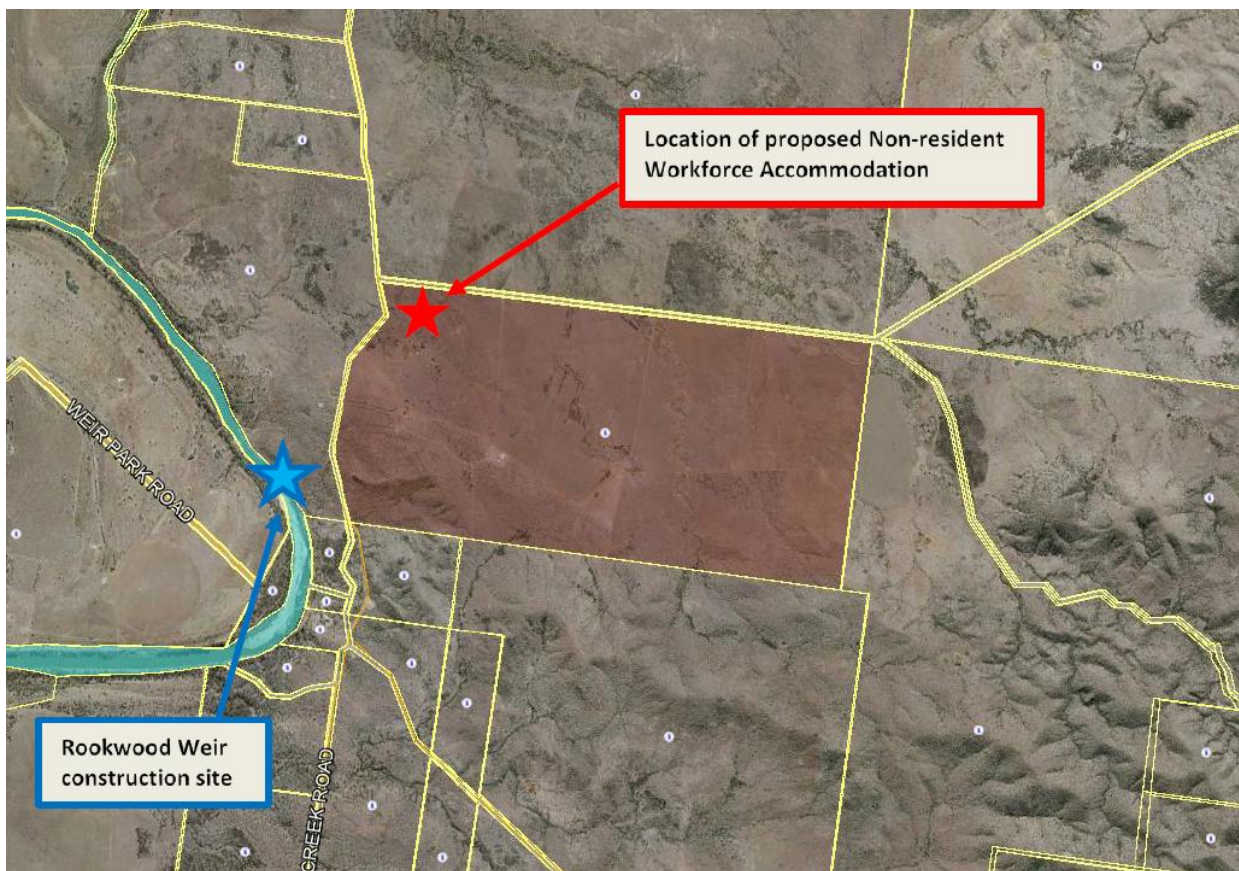 Location of proposed Non-resident
Workforce Accommodation
WEIR PARK ROAD
Rookwood Weir
construction site
CREEK ROAD